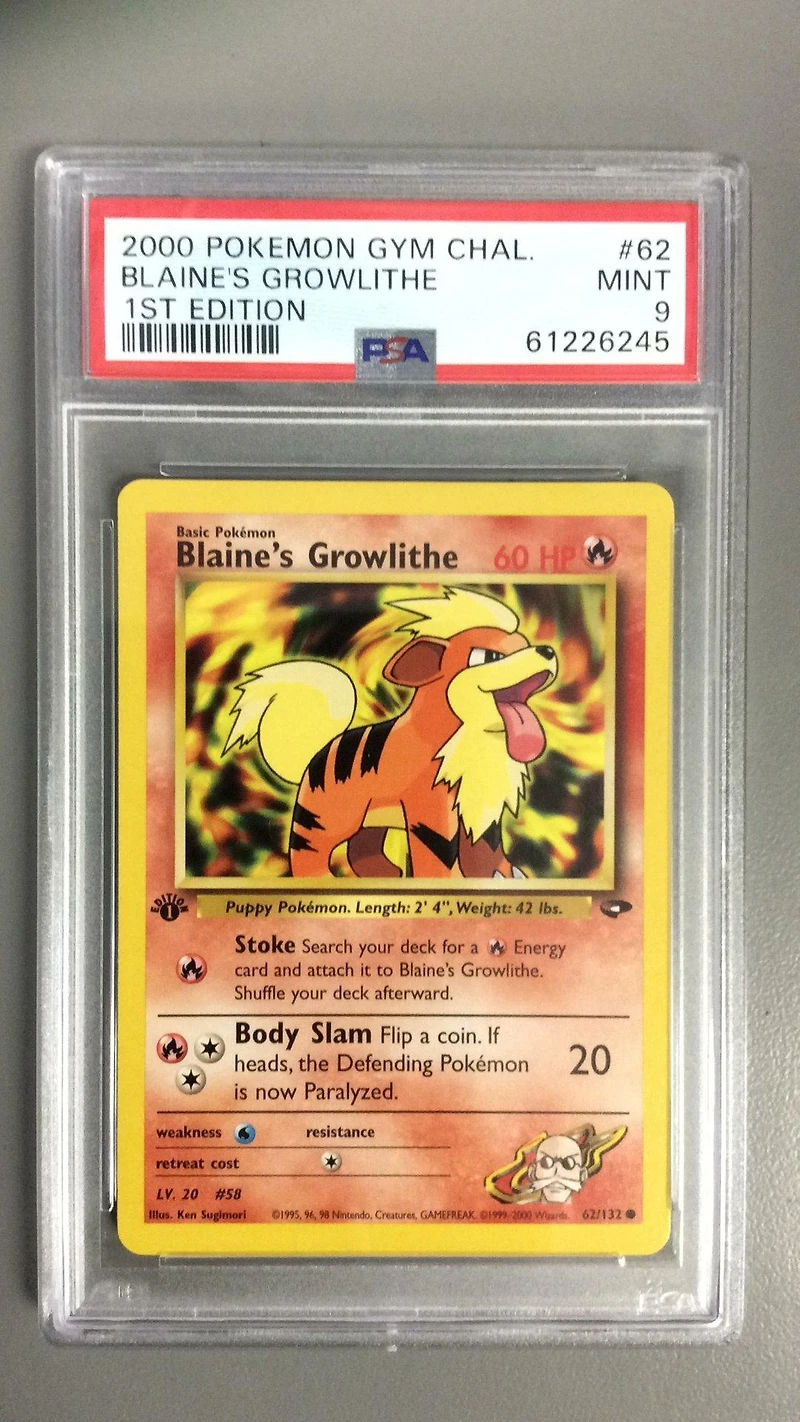 2000 POKEMON GYM CHAL. #62
BLAINE'S GROWLITHE MINT
1ST EDITION 9
PSA 61226245
Basic Pokémon
Blaine's Growlithe 60 HP
EDITION 1
Puppy Pokémon. Length: 2' 4", Weight: 42 lbs.
Stoke Search your deck for a Energy
card and attach it to Blaine's Growlithe.
Shuffle your deck afterward.
Body Slam Flip a coin. If
heads, the Defending Pokémon 20
is now Paralyzed.
weakness resistance
retreat cost
LV. 20 #58
Illus. Ken Sugimori ©1995, 96, 98 Nintendo, Creatures, GAMEFREAK. ©1999-2000 Wizards. 62/132
PSA